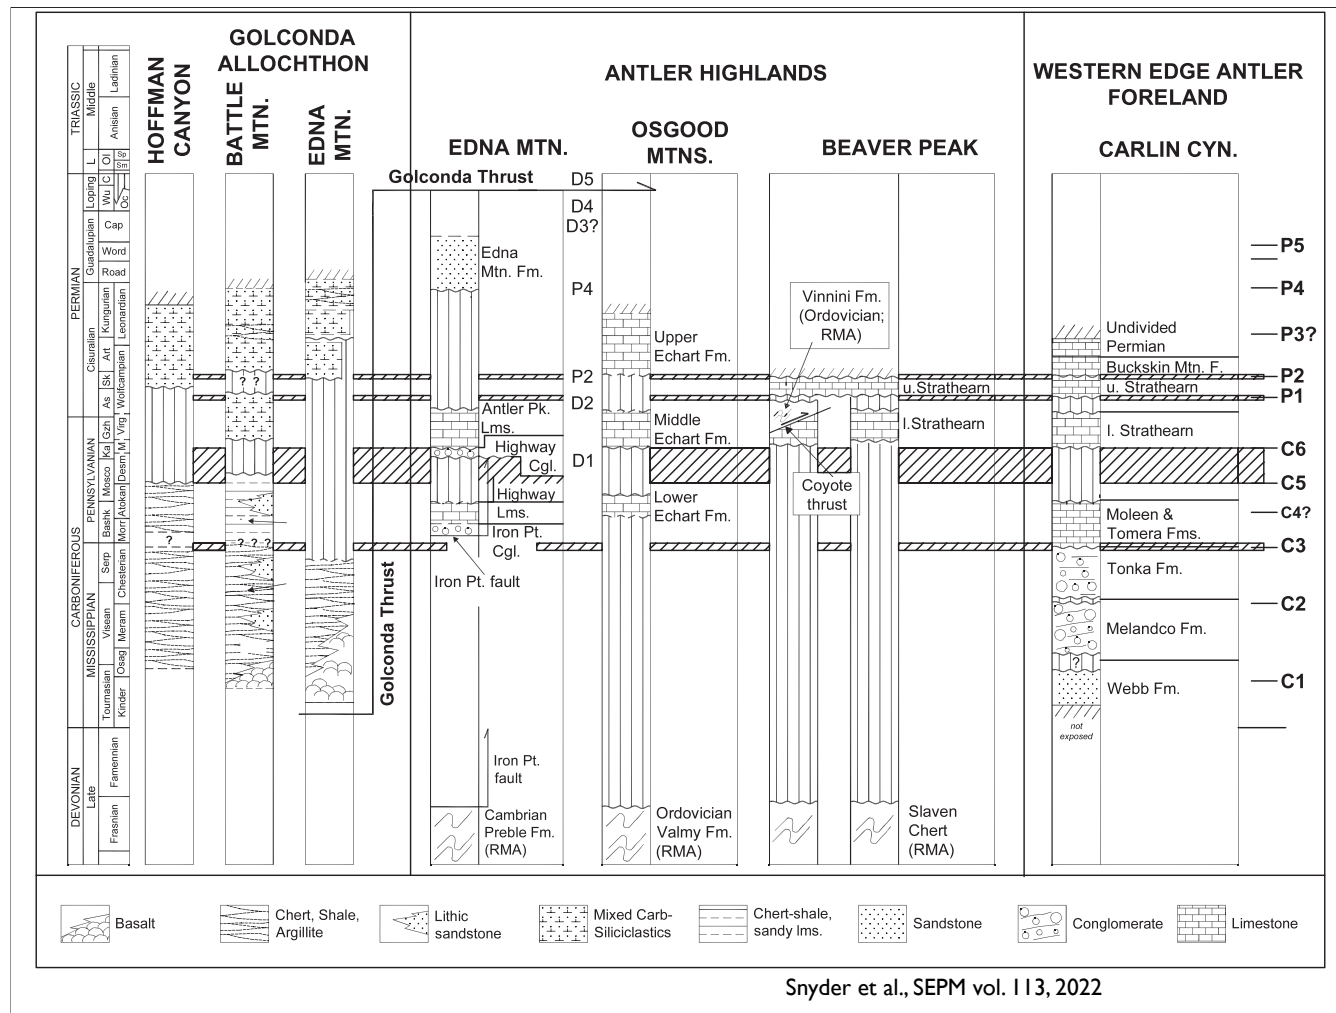 GOLCONDA
ALLOCHTHON
ANTLER HIGHLANDS
WESTERN EDGE ANTLER
FORELAND
HOFFMAN
CANYON
BATTLE
MTN.
EDNA
MTN.
EDNA MTN.
OSGOOD
MTNS.
BEAVER PEAK
CARLIN CYN.
TRIASSIC
Middle
Ladinian
Anisian
L
Ol
Sp
Sm
PERMIAN
Loping
C
Wu
Oc
Guadalupian
Cap
Word
Road
Cisuralian
Kungurian
Leonardian
Art
Sk
As
Wolfcampian
CARBONIFEROUS
PENNSYLVANIAN
Gzh
Virg
Ka
M
Mosco
Desm
Atokan
Bashk
Morr
MISSISSIPPIAN
Serp
Chesterian
Visean
Meram
Osag
Tournasian
Kinder
DEVONIAN
Late
Famennian
Frasnian
Golconda Thrust
Golconda Thrust
D5
D4
D3?
P4
P2
D2
D1
? ?
?
? ? ?
Edna
Mtn. Fm.
Antler Pk.
Lms.
Highway
Cgl.
Highway
Lms.
Iron Pt.
Cgl.
Iron Pt. fault
Iron Pt.
fault
Cambrian
Preble Fm.
(RMA)
Upper
Echart Fm.
Middle
Echart Fm.
Lower
Echart Fm.
Ordovician
Valmy Fm.
(RMA)
Vinnini Fm.
(Ordovician;
RMA)
u.Strathearn
l.Strathearn
Coyote
thrust
Slaven
Chert
(RMA)
Undivided
Permian
Buckskin Mtn. F.
u. Strathearn
l. Strathearn
Moleen &
Tomera Fms.
Tonka Fm.
Melandco Fm.
?
Webb Fm.
not
exposed
P5
P4
P3?
P2
P1
C6
C5
C4?
C3
C2
C1
Basalt
Chert, Shale,
Argillite
Lithic
sandstone
Mixed Carb-
Siliciclastics
Chert-shale,
sandy lms.
Sandstone
Conglomerate
Limestone
Snyder et al., SEPM vol. 113, 2022